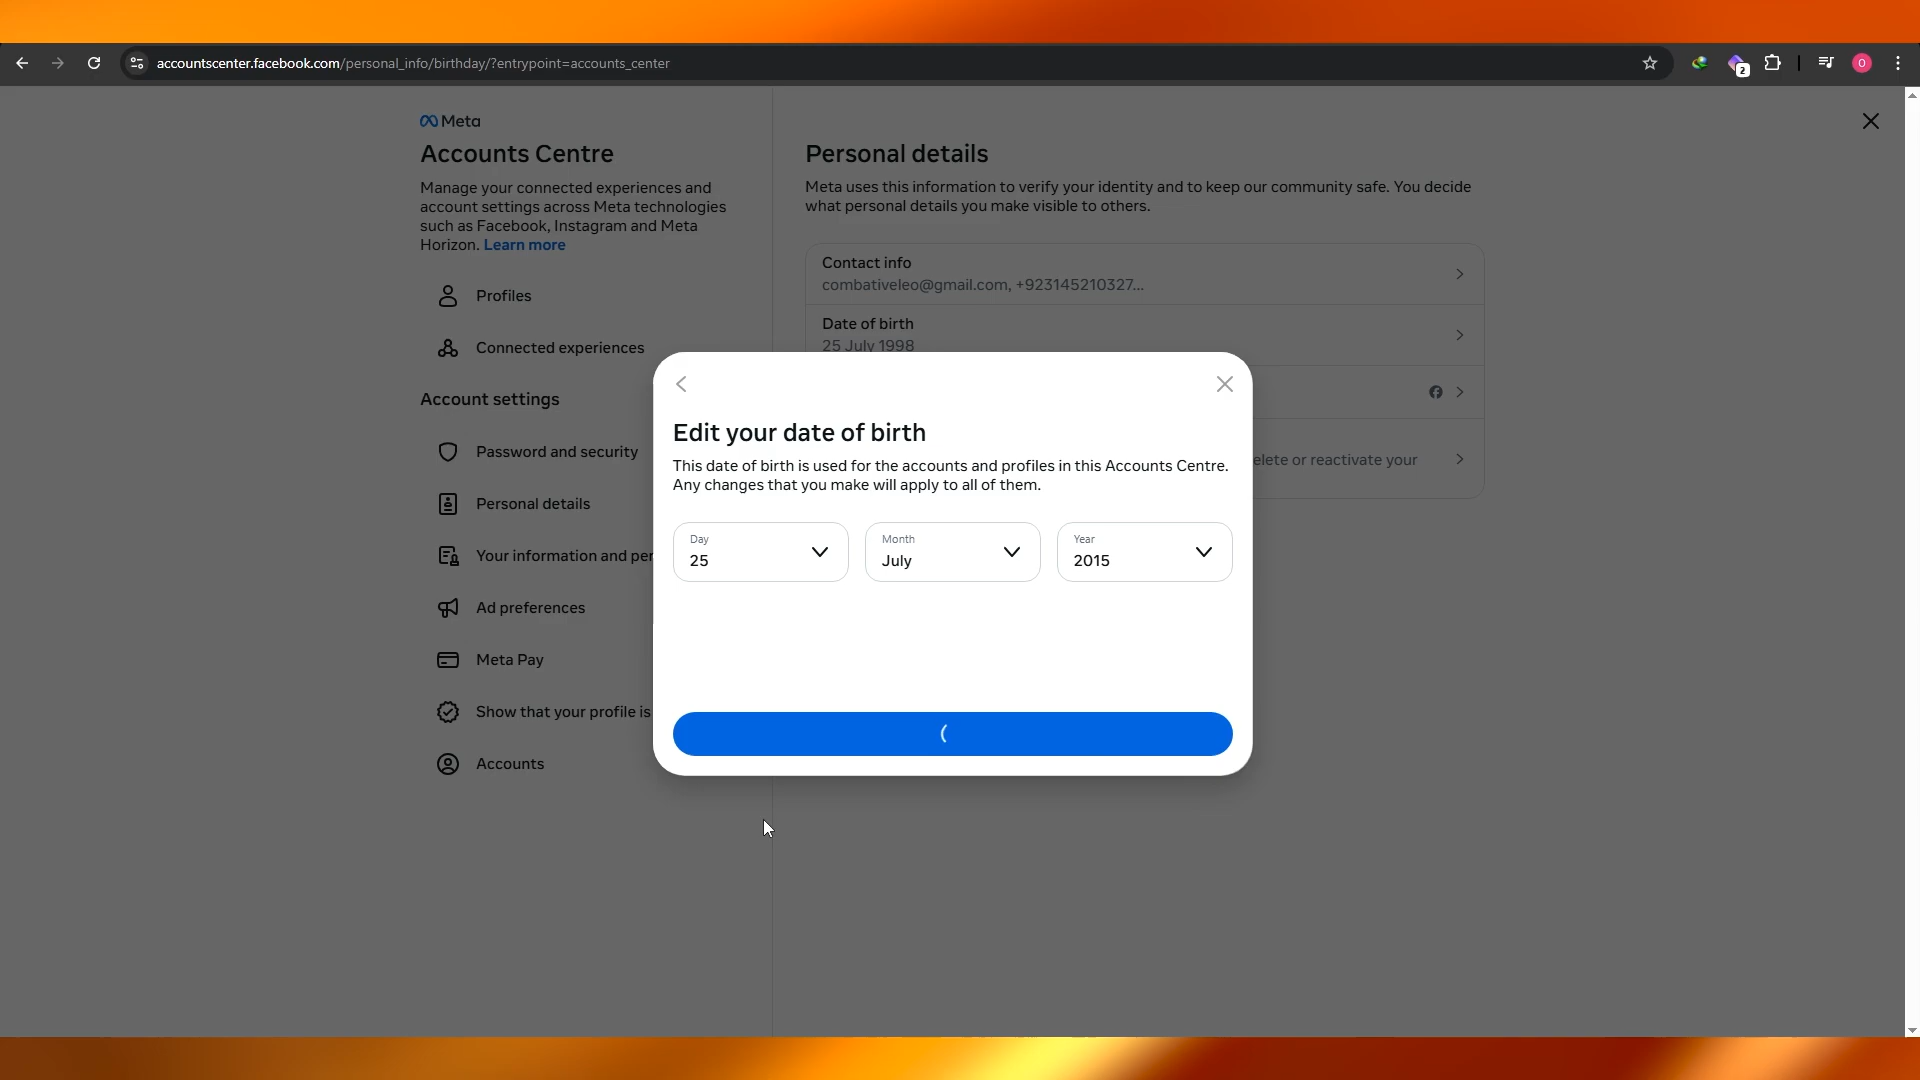 accountscenter.facebook.com/personal_info/birthday/?entrypoint=accounts_center
2
O
Meta
Accounts Centre
Manage your connected experiences and
account settings across Meta technologies
such as Facebook, Instagram and Meta
Horizon. Learn more
Profiles
Connected experiences
Account settings
Password and security
Personal details
Your information and per
Ad preferences
Meta Pay
Show that your profile is
Accounts
Personal details
Meta uses this information to verify your identity and to keep our community safe. You decide
what personal details you make visible to others.
Contact info
combativeleo@gmail.com, +923145210327...
Date of birth
25 July 1998
elete or reactivate your
Edit your date of birth
This date of birth is used for the accounts and profiles in this Accounts Centre.
Any changes that you make will apply to all of them.
Day
25
Month
July
Year
2015